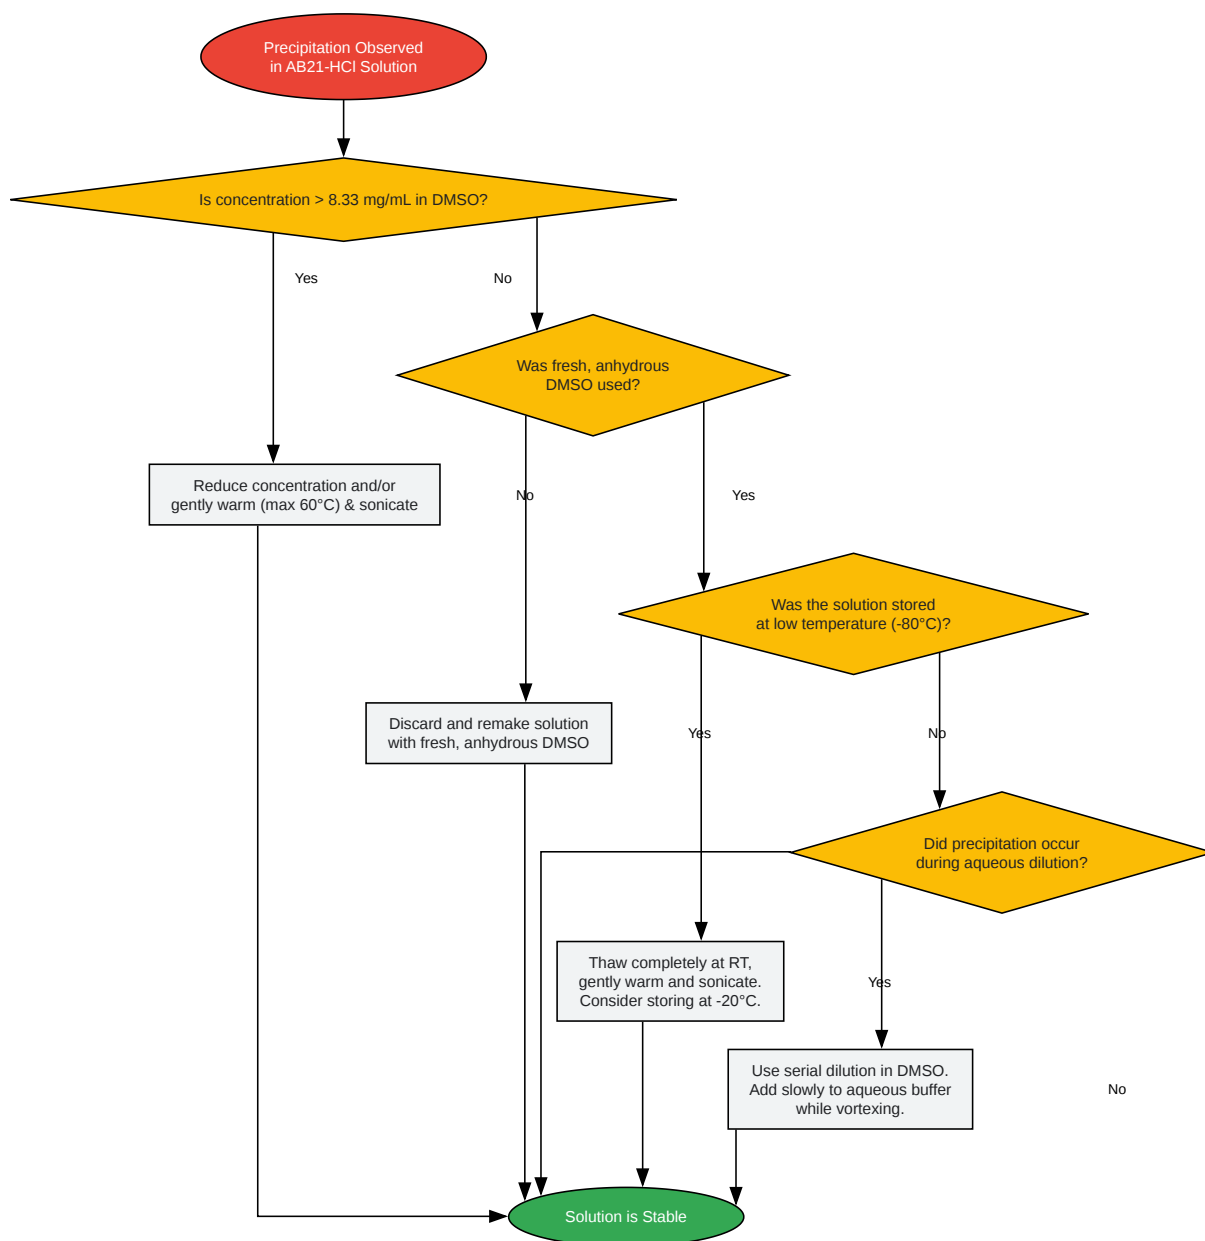 Precipitation Observed
in AB21-HCl Solution
Is concentration > 8.33 mg/mL in DMSO?
Yes
No
Was fresh, anhydrous
DMSO used?
Reduce concentration and/or
gently warm (max 60°C) & sonicate
No
Yes
Was the solution stored
at low temperature (-80°C)?
Discard and remake solution
with fresh, anhydrous DMSO
Yes
No
Did precipitation occur
during aqueous dilution?
Thaw completely at RT,
gently warm and sonicate.
Consider storing at -20°C.
Yes
Use serial dilution in DMSO.
Add slowly to aqueous buffer
while vortexing.
No
Solution is Stable